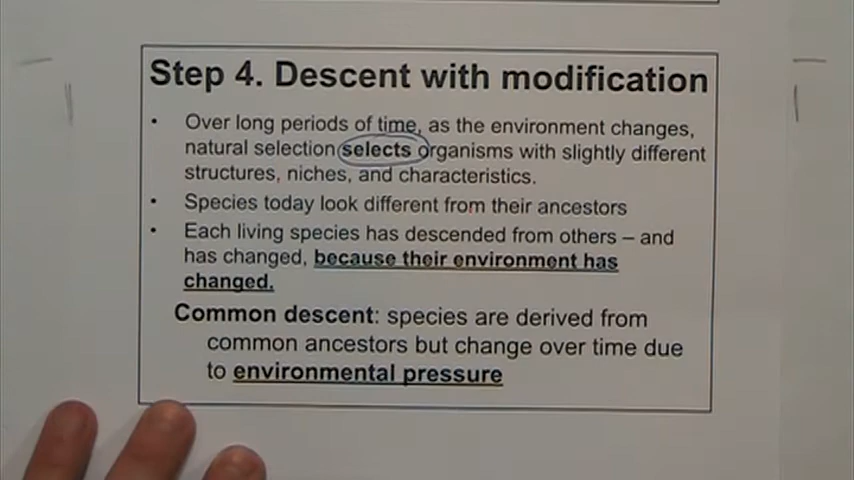 Step 4. Descent with modification
• Over long periods of time, as the environment changes,
natural selection selects organisms with slightly different
structures, niches, and characteristics.
• Species today look different from their ancestors
• Each living species has descended from others – and
has changed, because their environment has
changed.
Common descent: species are derived from
common ancestors but change over time due
to environmental pressure